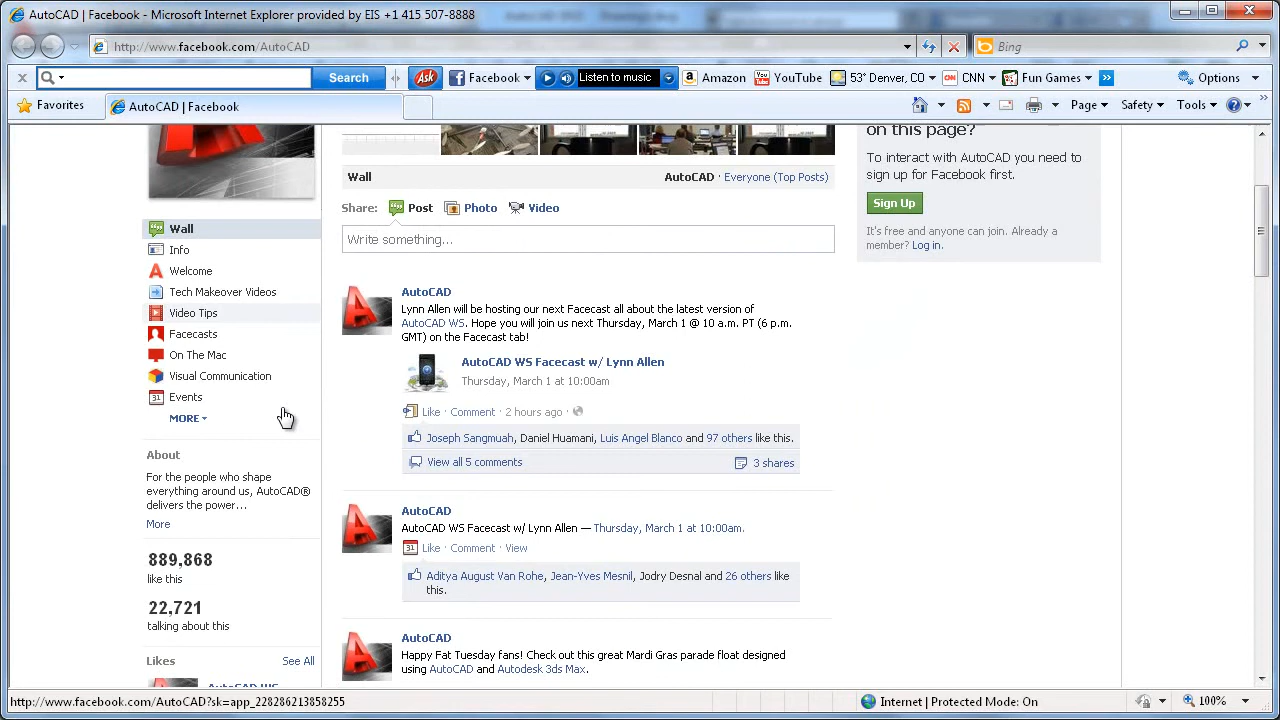 AutoCAD | Facebook - Microsoft Internet Explorer provided by EIS +1 415 507-8888
http://www.facebook.com/AutoCAD
Bing
Search
Ask
Facebook
Listen to music
Amazon
YouTube
53° Denver, CO
CNN
Fun Games
»
Options
Favorites
AutoCAD | Facebook
Page
Safety
Tools
»
on this page?
To interact with AutoCAD you need to
sign up for Facebook first.
Sign Up
It's free and anyone can join. Already a
member? Log in.
Wall
AutoCAD · Everyone (Top Posts)
Share:
Post
Photo
Video
Write something...
Wall
Info
Welcome
Tech Makeover Videos
Video Tips
Facecasts
On The Mac
Visual Communication
Events
MORE
About
For the people who shape
everything around us, AutoCAD®
delivers the power...
More
889,868
like this
22,721
talking about this
Likes
See All
AutoCAD
Lynn Allen will be hosting our next Facecast all about the latest version of
AutoCAD WS. Hope you will join us next Thursday, March 1 @ 10 a.m. PT (6 p.m.
GMT) on the Facecast tab!
AutoCAD WS Facecast w/ Lynn Allen
Thursday, March 1 at 10:00am
Like · Comment · 2 hours ago ·
Joseph Sangmuah, Daniel Huamani, Luis Angel Blanco and 97 others like this.
View all 5 comments
3 shares
AutoCAD
AutoCAD WS Facecast w/ Lynn Allen — Thursday, March 1 at 10:00am.
31
Like · Comment · View
Aditya August Van Rohe, Jean-Yves Mesnil, Jodry Desnal and 26 others like
this.
AutoCAD
Happy Fat Tuesday fans! Check out this great Mardi Gras parade float designed
using AutoCAD and Autodesk 3ds Max.
http://www.facebook.com/AutoCAD?sk=app_228286213858255
Internet | Protected Mode: On
100%